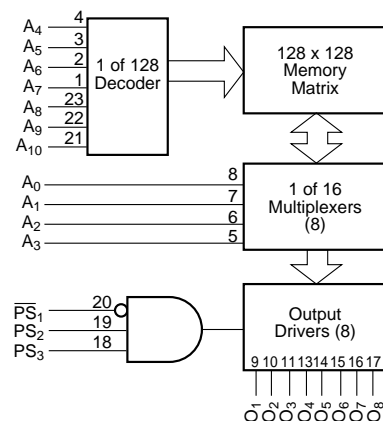 A4 4
A5 3
A6 2
A7 1
A8 23
A9 22
A10 21
1 of 128
Decoder
128 x 128
Memory
Matrix
A0 8
A1 7
A2 6
A3 5
1 of 16
Multiplexers
(8)
PS1 20
PS2 19
PS3 18
Output
Drivers (8)
9 10 11 13 14 15 16 17
O1 O2 O3 O4 O5 O6 O7 O8